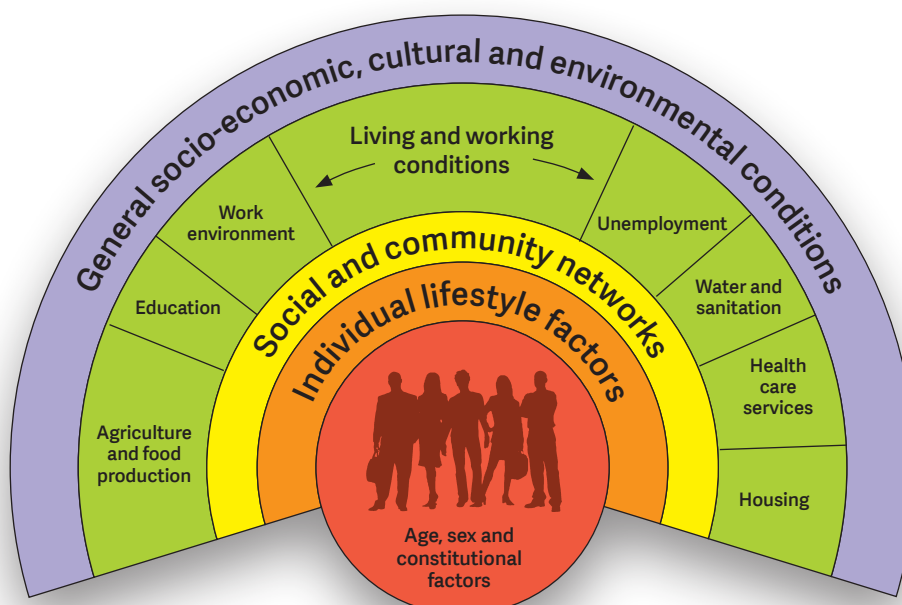 General socio-economic, cultural and environmental conditions
Living and working
conditions
Work
environment
Unemployment
Education
Water and
sanitation
Agriculture
and food
production
Health
care
services
Housing
Social and community networks
Individual lifestyle factors
Age, sex and
constitutional
factors